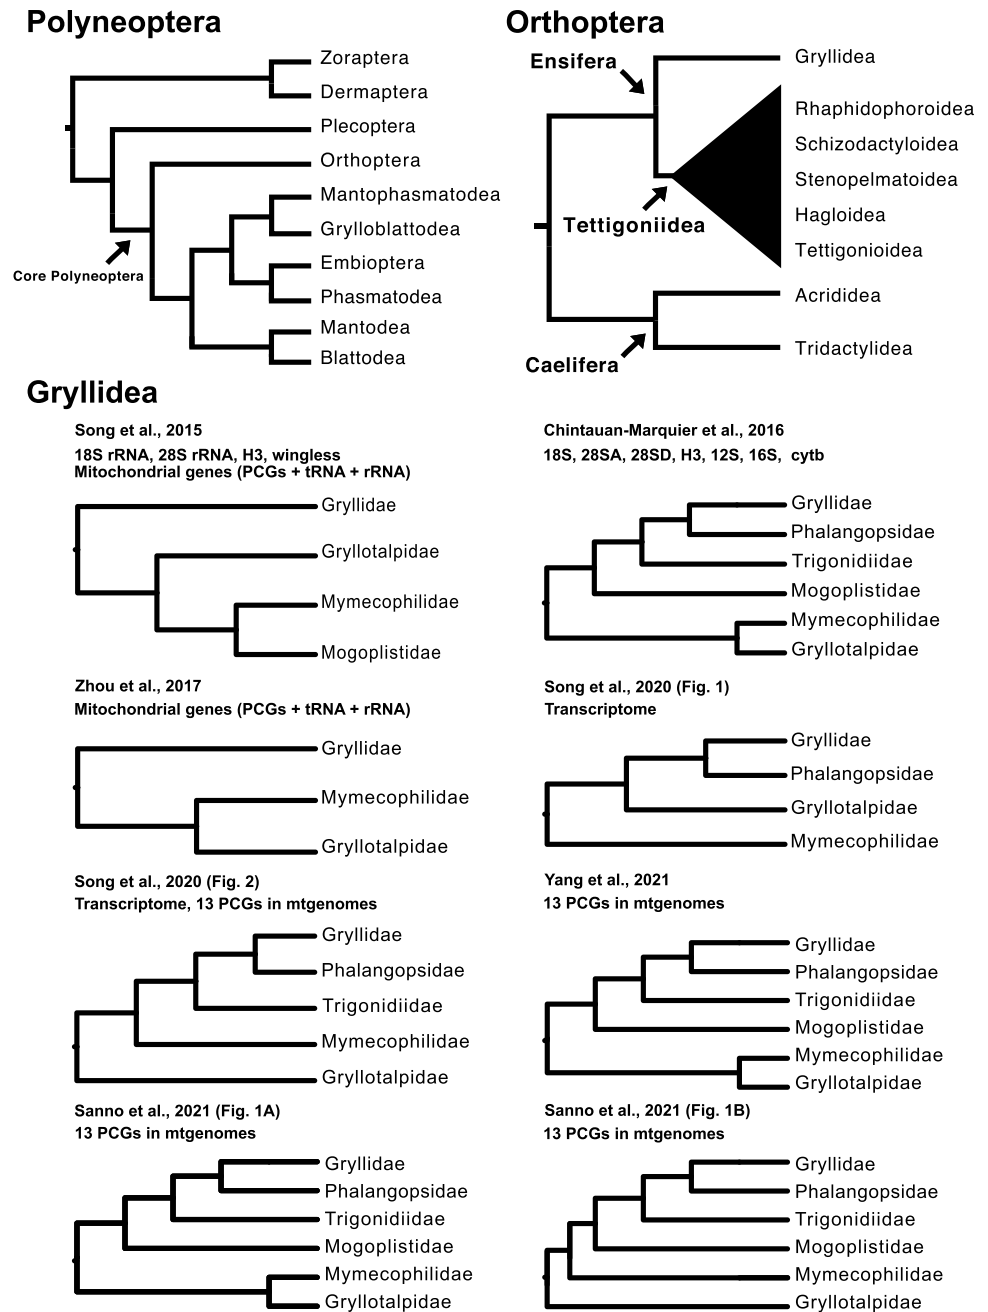 Polyneoptera
Zoraptera
Dermaptera
Plecoptera
Orthoptera
Mantophasmatodea
Grylloblattodea
Embioptera
Phasmatodea
Mantodea
Blattodea
Core Polyneoptera
Orthoptera
Ensifera
Gryllidea
Rhaphidophoroidea
Schizodactyloidea
Stenopelmatoidea
Hagloidea
Tettigonioidea
Tettigoniidea
Acrididea
Tridactylidea
Caelifera
Gryllidea
Song et al., 2015
18S rRNA, 28S rRNA, H3, wingless
Mitochondrial genes (PCGs + tRNA + rRNA)
Gryllidae
Gryllotalpidae
Mymecophilidae
Mogoplistidae
Chintauan-Marquier et al., 2016
18S, 28SA, 28SD, H3, 12S, 16S, cytb
Gryllidae
Phalangopsidae
Trigonidiidae
Mogoplistidae
Mymecophilidae
Gryllotalpidae
Zhou et al., 2017
Mitochondrial genes (PCGs + tRNA + rRNA)
Gryllidae
Mymecophilidae
Gryllotalpidae
Song et al., 2020 (Fig. 1)
Transcriptome
Gryllidae
Phalangopsidae
Gryllotalpidae
Mymecophilidae
Song et al., 2020 (Fig. 2)
Transcriptome, 13 PCGs in mtgenomes
Gryllidae
Phalangopsidae
Trigonidiidae
Mymecophilidae
Gryllotalpidae
Yang et al., 2021
13 PCGs in mtgenomes
Gryllidae
Phalangopsidae
Trigonidiidae
Mogoplistidae
Mymecophilidae
Gryllotalpidae
Sanno et al., 2021 (Fig. 1A)
13 PCGs in mtgenomes
Gryllidae
Phalangopsidae
Trigonidiidae
Mogoplistidae
Mymecophilidae
Gryllotalpidae
Sanno et al., 2021 (Fig. 1B)
13 PCGs in mtgenomes
Gryllidae
Phalangopsidae
Trigonidiidae
Mogoplistidae
Mymecophilidae
Gryllotalpidae